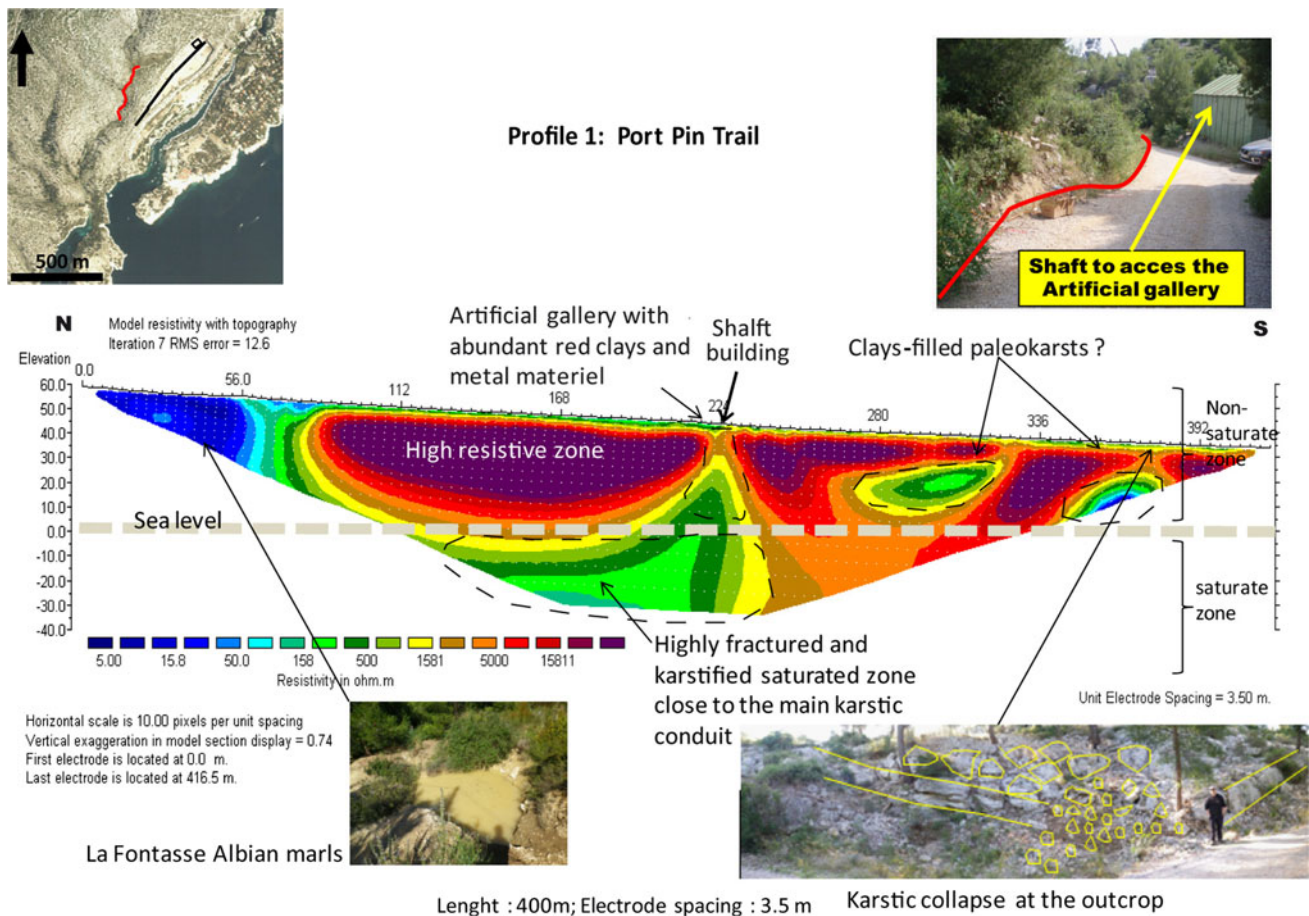 500 m
Profile 1: Port Pin Trail
Shaft to acces the
Artificial gallery
N
Model resistivity with topography
Iteration 7 RMS error = 12.6
Artificial gallery with
abundant red clays and
metal materiel
Shalft
building
Clays-filled paleokarsts ?
S
Elevation
0.0
56.0
112
168
224
280
336
392
60.0
50.0
40.0
30.0
20.0
10.0
0.0
-10.0
-20.0
-30.0
-40.0
High resistive zone
Non-
saturate
zone
Sea level
saturate
zone
5.00 15.8 50.0 158 500 1581 5000 15811
Resistivity in ohm.m
Highly fractured and
karstified saturated zone
close to the main karstic
conduit
Unit Electrode Spacing = 3.50 m.
Horizontal scale is 10.00 pixels per unit spacing
Vertical exaggeration in model section display = 0.74
First electrode is located at 0.0 m.
Last electrode is located at 416.5 m.
La Fontasse Albian marls
Karstic collapse at the outcrop
Lenght : 400m; Electrode spacing : 3.5 m